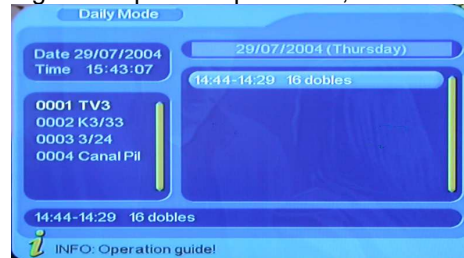 Daily Mode
Date 29/07/2004
Time 15:43:07
29/07/2004 (Thursday)
14:44-14:29 16 dobles
0001 TV3
0002 K3/33
0003 3/24
0004 Canal Pil
14:44-14:29 16 dobles
i INFO: Operation guide!